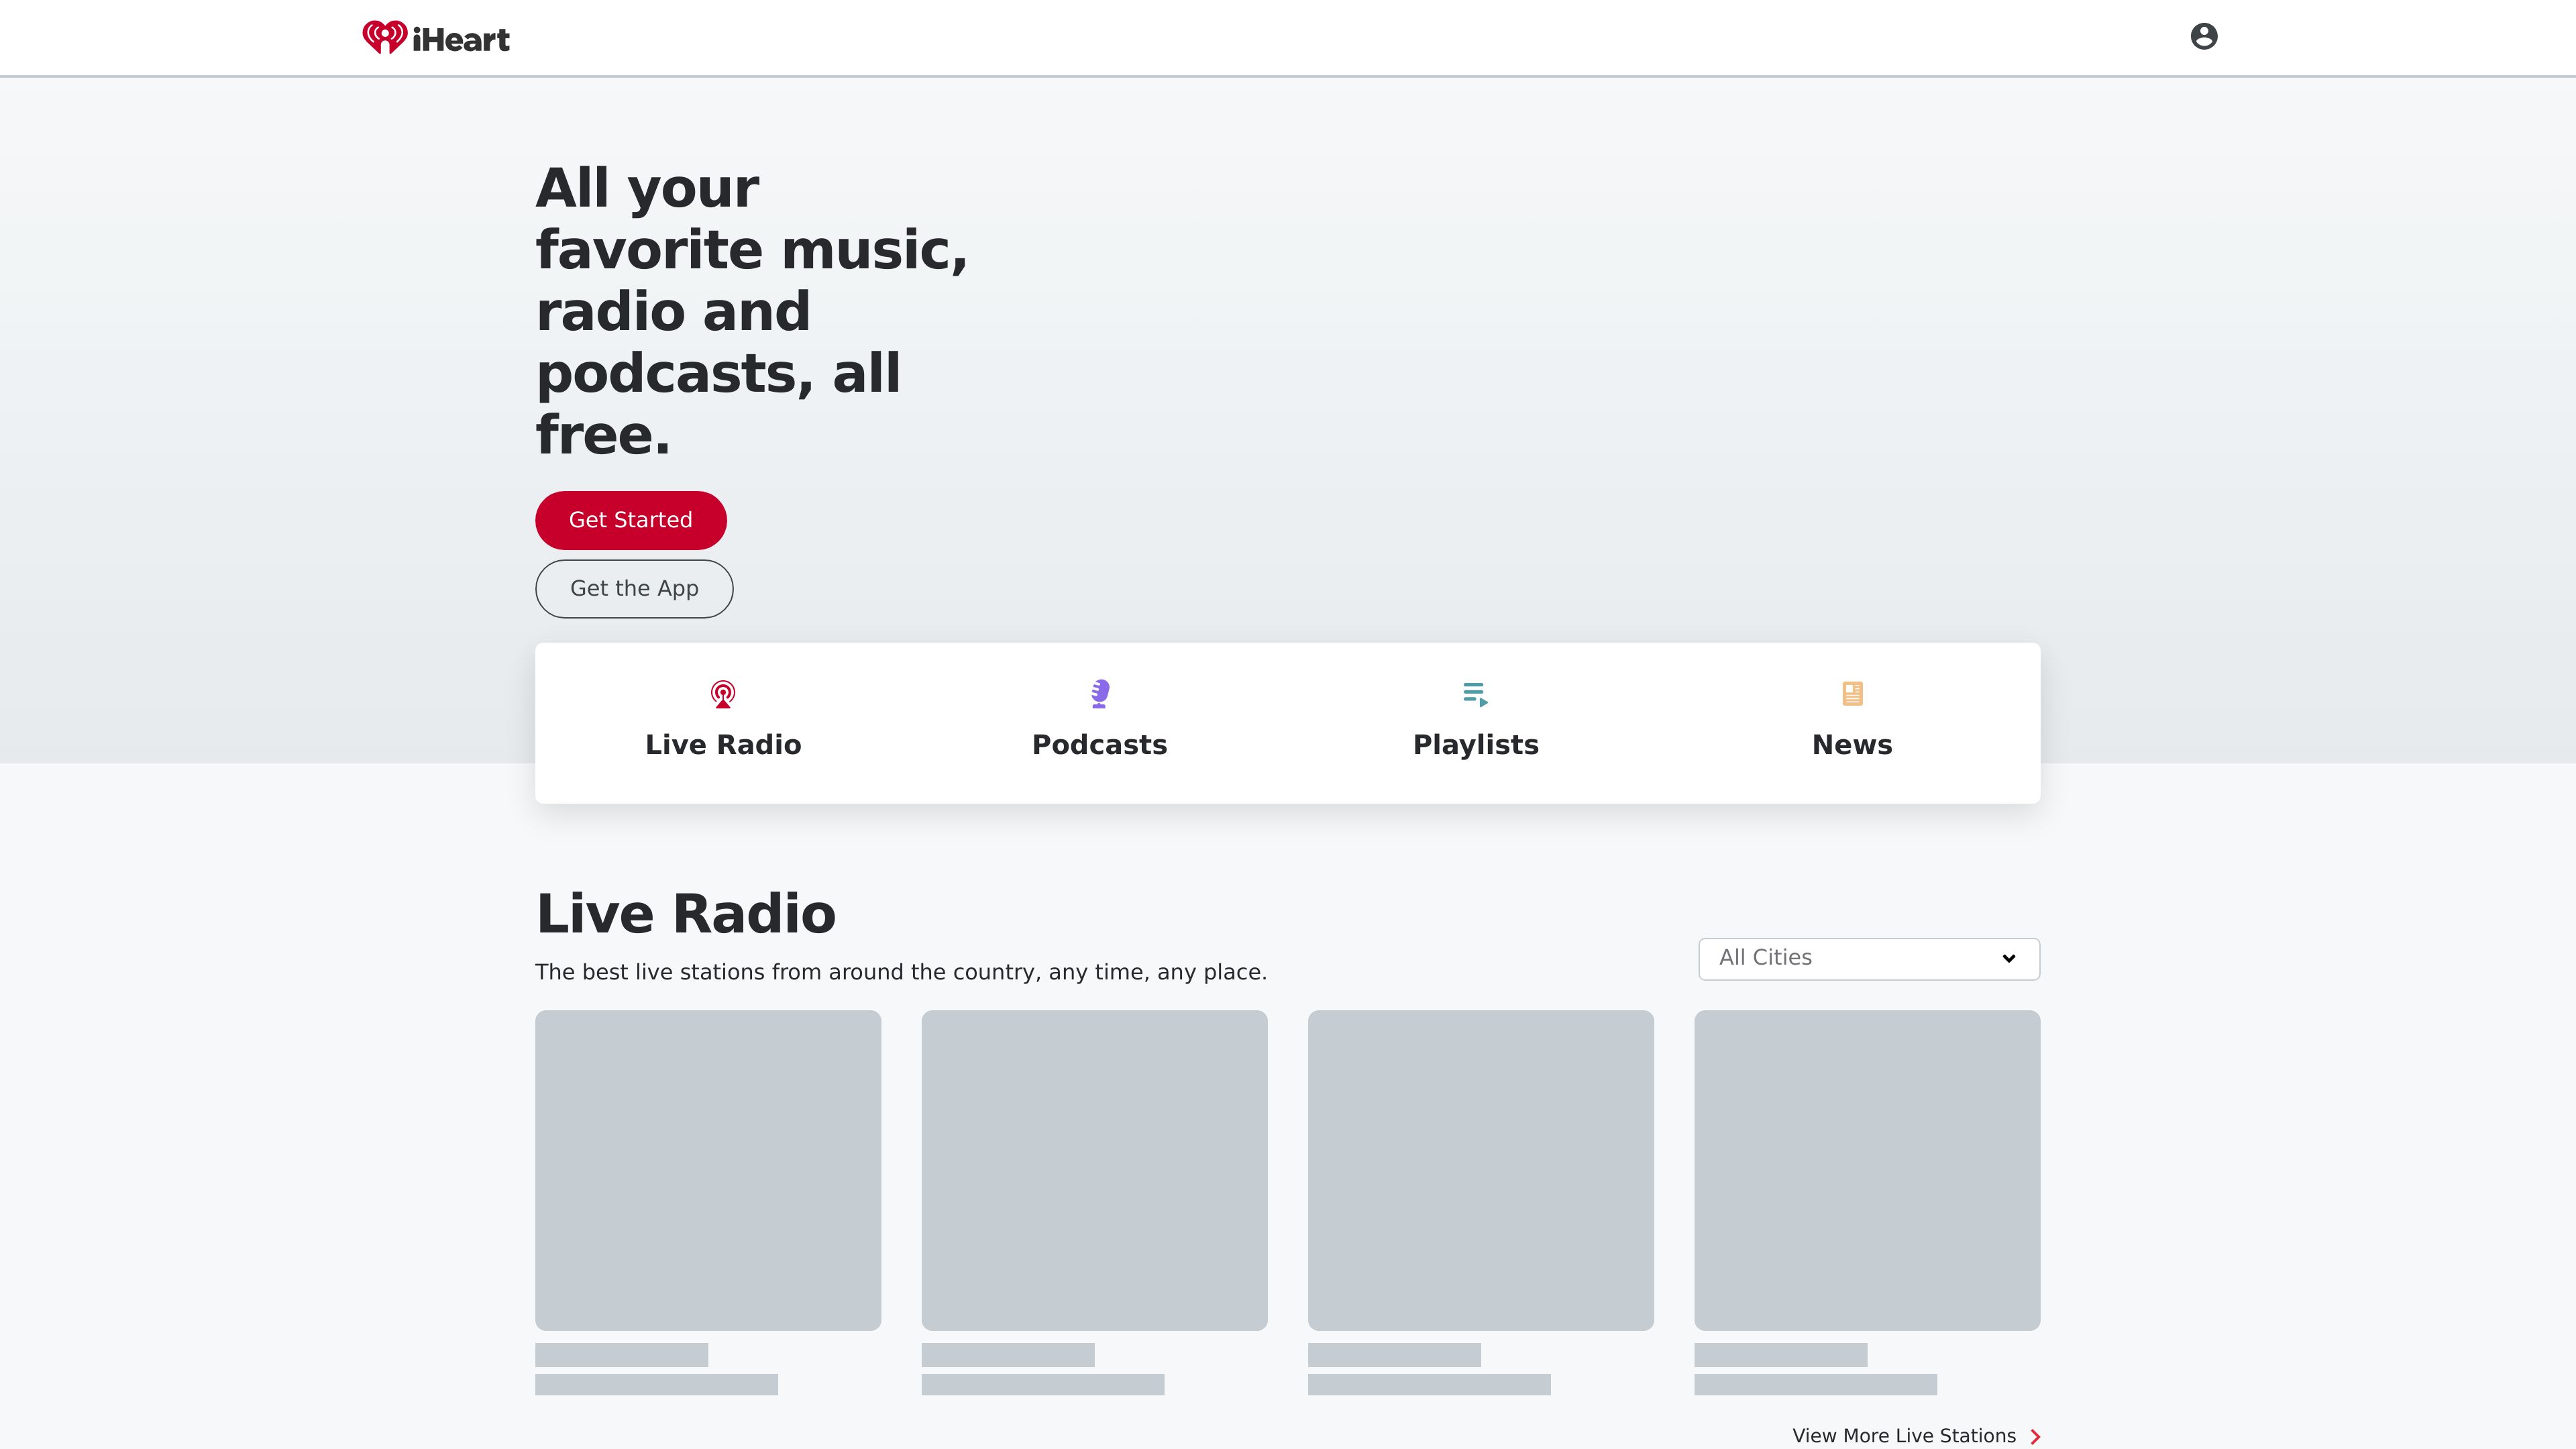 iHeart
All your
favorite music,
radio and
podcasts, all
free.
Get Started
Get the App
Live Radio
Podcasts
Playlists
News
Live Radio
The best live stations from around the country, any time, any place.
All Cities
View More Live Stations